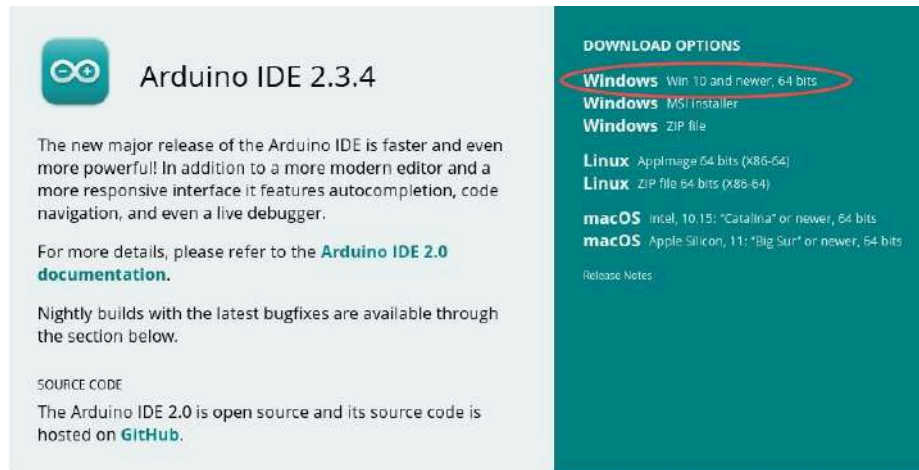 Arduino IDE 2.3.4
The new major release of the Arduino IDE is faster and even
more powerful! In addition to a more modern editor and a
more responsive interface it features autocompletion, code
navigation, and even a live debugger.
For more details, please refer to the Arduino IDE 2.0
documentation.
Nightly builds with the latest bugfixes are available through
the section below.
SOURCE CODE
The Arduino IDE 2.0 is open source and its source code is
hosted on GitHub.
DOWNLOAD OPTIONS
Windows Win 10 and newer, 64 bits
Windows MSI installer
Windows ZIP file
Linux AppImage 64 bits (X86-64)
Linux ZIP file 64 bits (X86-64)
macOS Intel, 10.15: "Catalina" or newer, 64 bits
macOS Apple Silicon, 11: "Big Sur" or newer, 64 bits
Release Notes